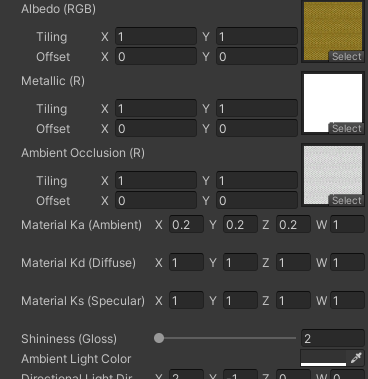 Albedo (RGB)
Tiling X 1 Y 1
Offset X 0 Y 0
Select
Metallic (R)
Tiling X 1 Y 1
Offset X 0 Y 0
Select
Ambient Occlusion (R)
Tiling X 1 Y 1
Offset X 0 Y 0
Select
Material Ka (Ambient) X 0.2 Y 0.2 Z 0.2 W 1
Material Kd (Diffuse) X 1 Y 1 Z 1 W 1
Material Ks (Specular) X 1 Y 1 Z 1 W 1
Shininess (Gloss) 2
Ambient Light Color
Directional Light Dir X 2 Y -1 Z 0 W 0